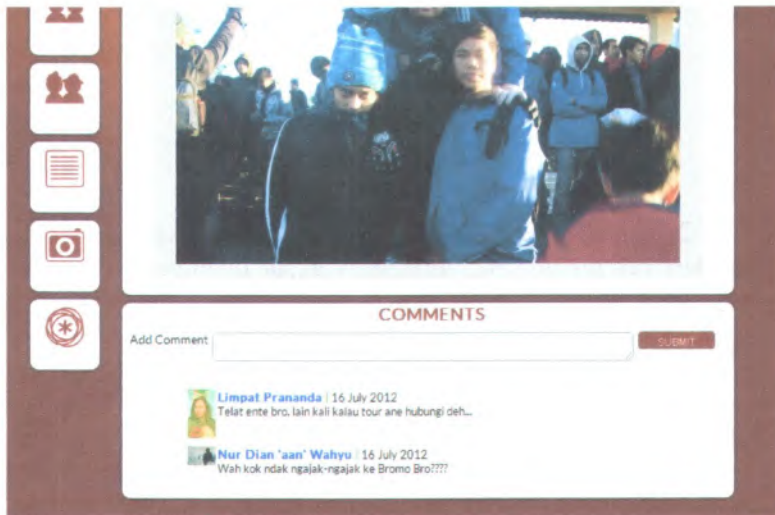 COMMENTS
Add Comment
SUBMIT
Limpat Prananda | 16 July 2012
Telat ente bro, lain kali kalau tour ane hubungi deh...
Nur Dian 'aan' Wahyu | 16 July 2012
Wah kok ndak ngajak-ngajak ke Bromo Bro????